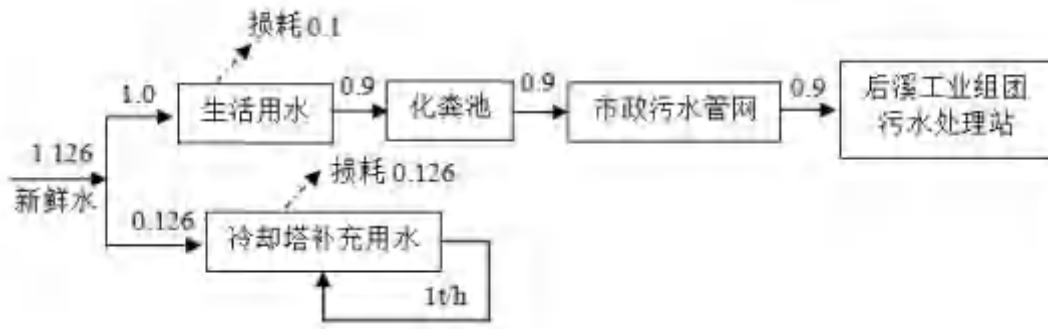 损耗 0.1
1.0
生活用水
0.9
化粪池
0.9
市政污水管网
0.9
后溪工业组团
污水处理站
1 126
新鲜水
损耗 0.126
0.126
冷却塔补充用水
1t/h